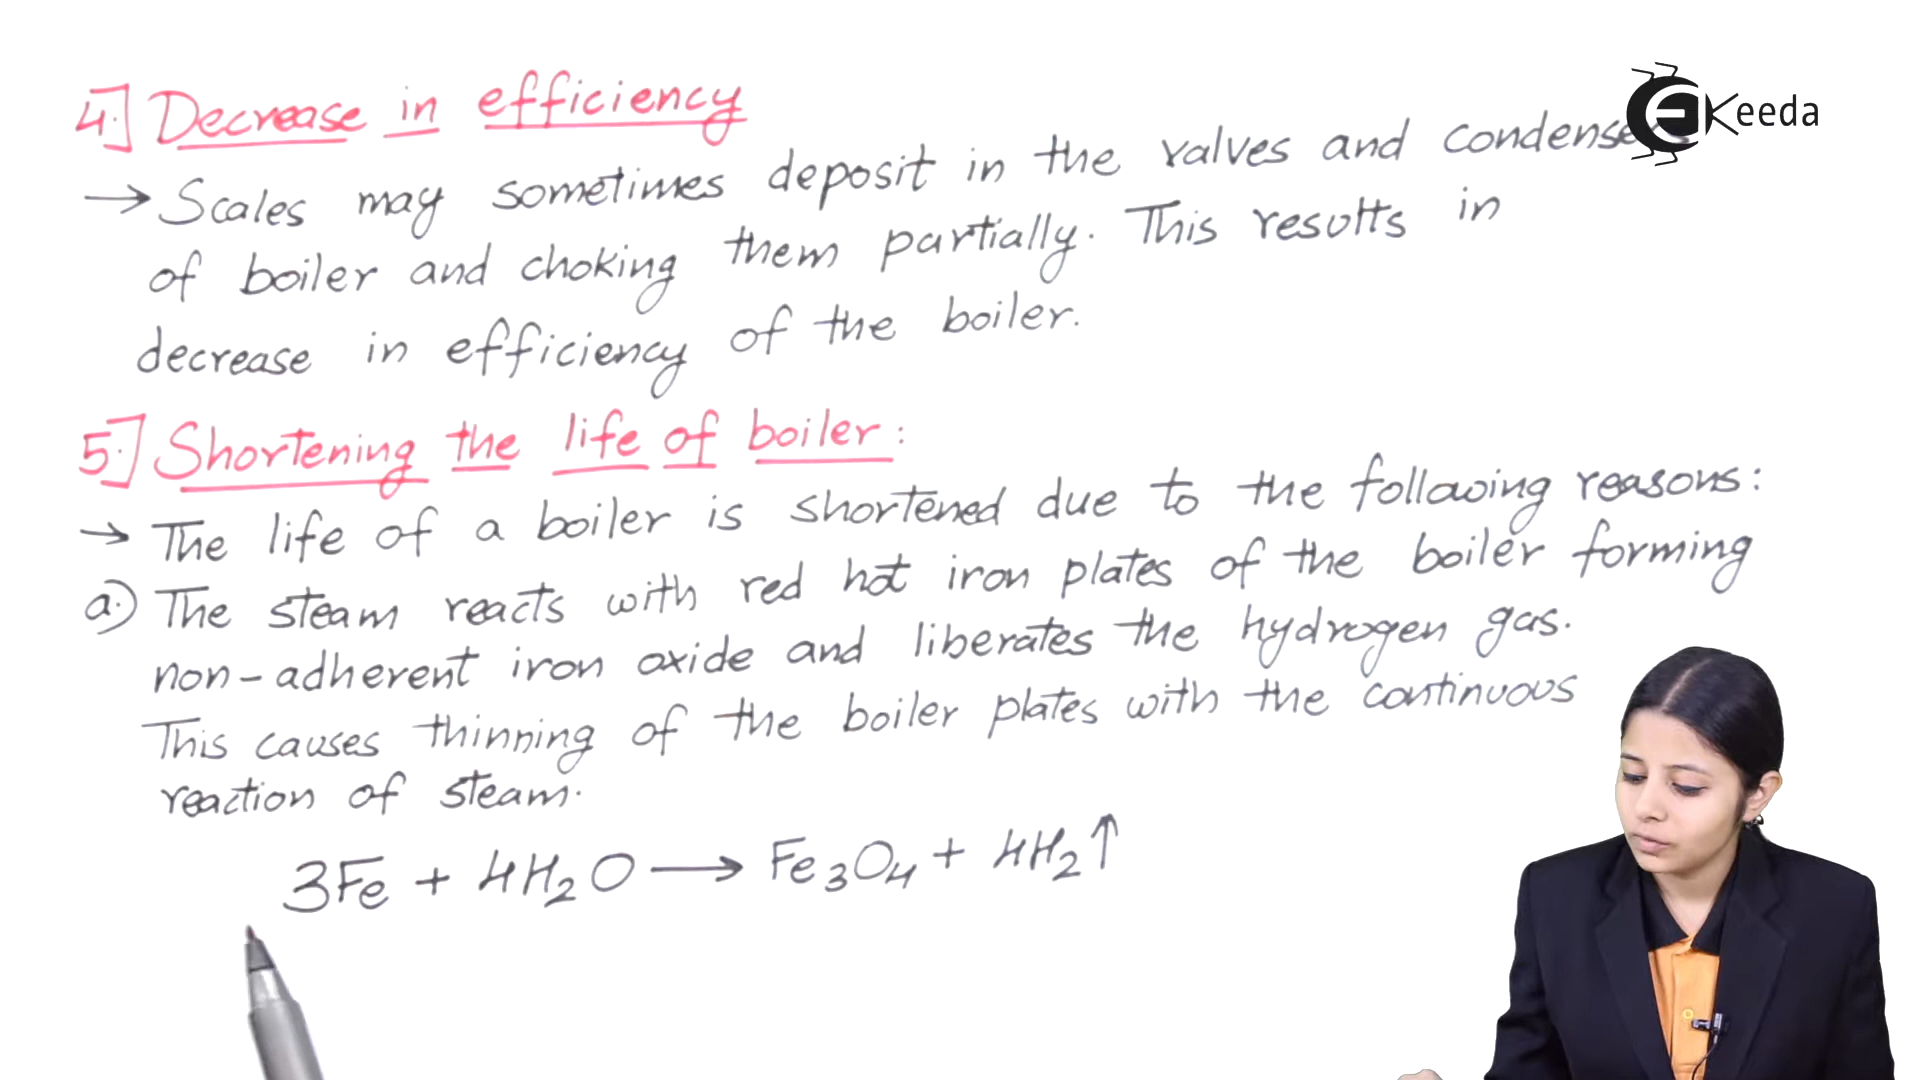 4.] Decrease in efficiency
Keeda
→ Scales may sometimes deposit in the valves and
of boiler and choking them partially. This results in
decrease in efficiency of the boiler.
5.] Shortening the life of boiler:
→ The life of a boiler is shortened due to the following reasons:
a.) The steam reacts with red hot iron plates of the boiler forming
non-adherent iron oxide and liberates the hydrogen gas.
This causes thinning of the boiler plates with the continuous
reaction of steam.
3Fe + 4H₂O → Fe₃O₄ + 4H₂↑